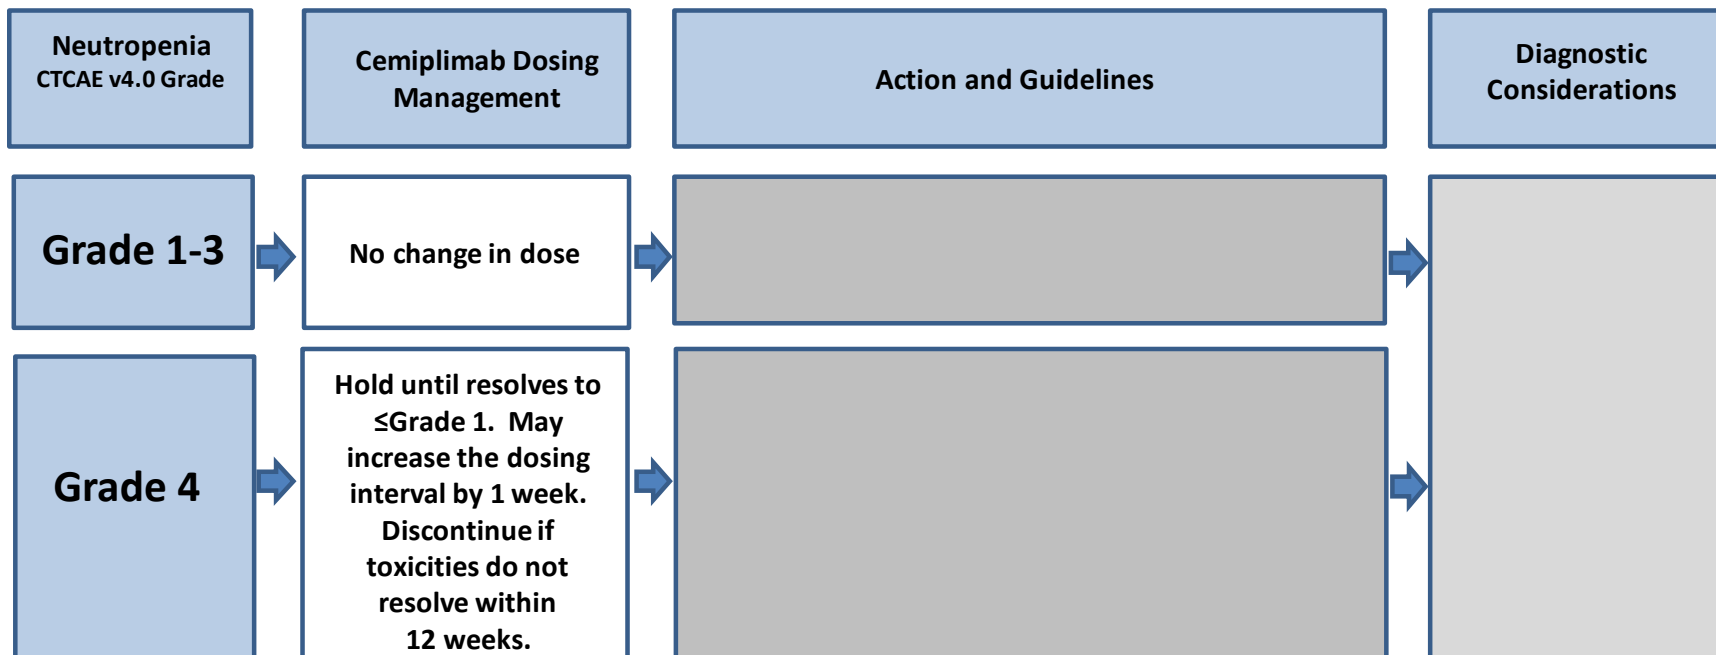 Neutropenia
CTCAE v4.0 Grade
Cemiplimab Dosing
Management
Action and Guidelines
Diagnostic
Considerations
Grade 1-3
No change in dose
Grade 4
Hold until resolves to
≤Grade 1.  May
increase the dosing
interval by 1 week.
Discontinue if
toxicities do not
resolve within
12 weeks.